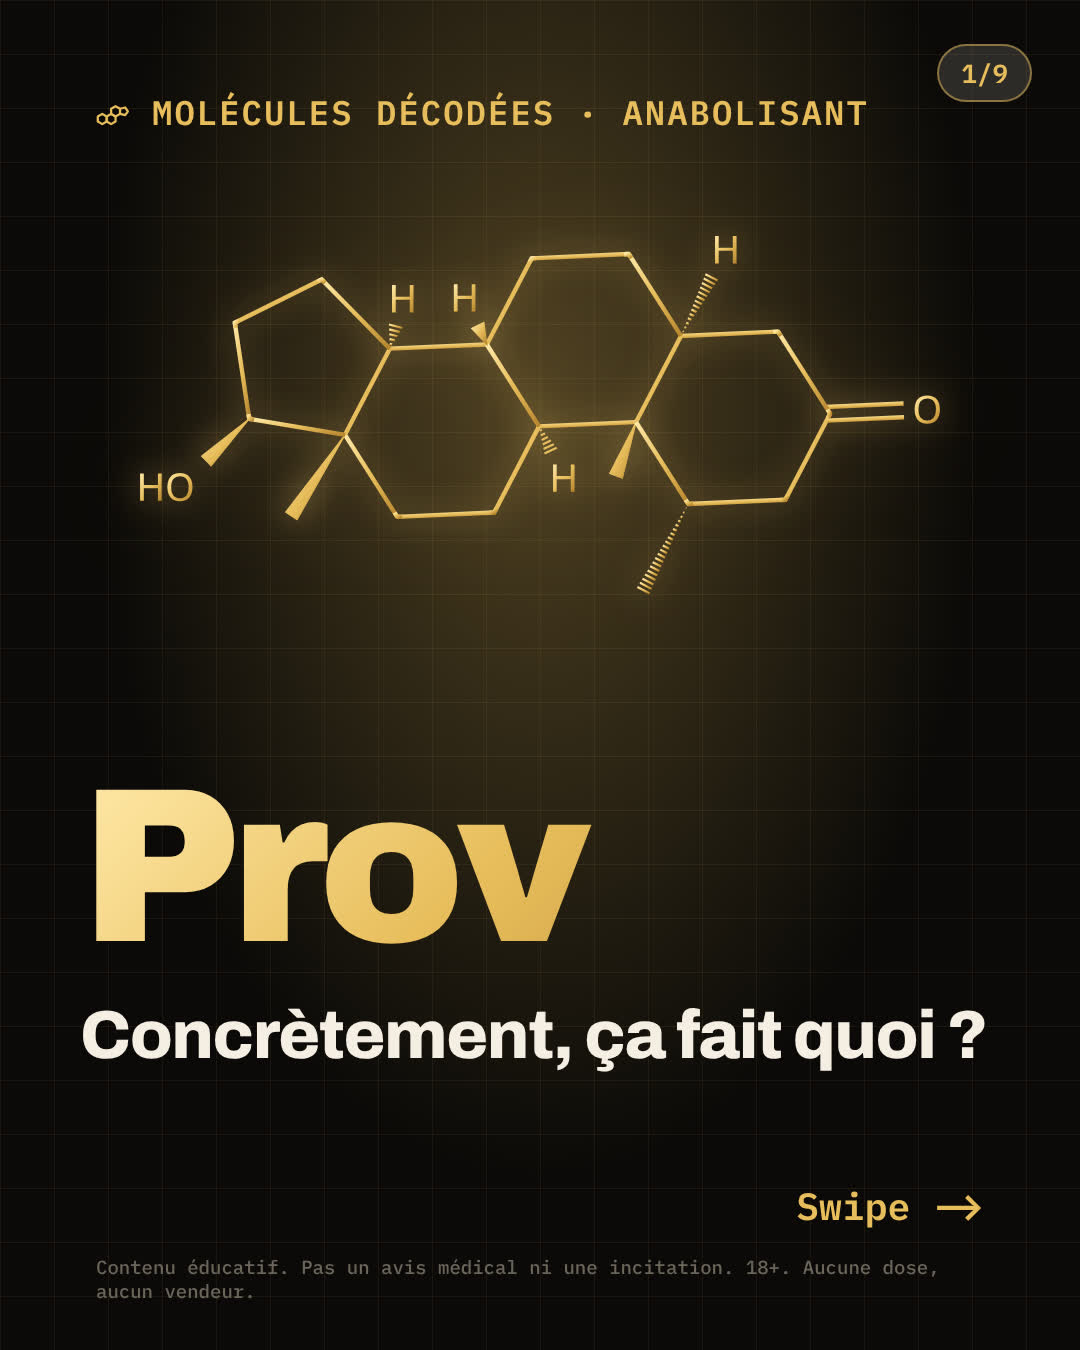 1/9
MOLÉCULES DÉCODÉES · ANABOLISANT
H
H H
O
HO
H
Prov
Concrètement, ça fait quoi ?
Swipe →
Contenu éducatif. Pas un avis médical ni une incitation. 18+. Aucune dose,
aucun vendeur.